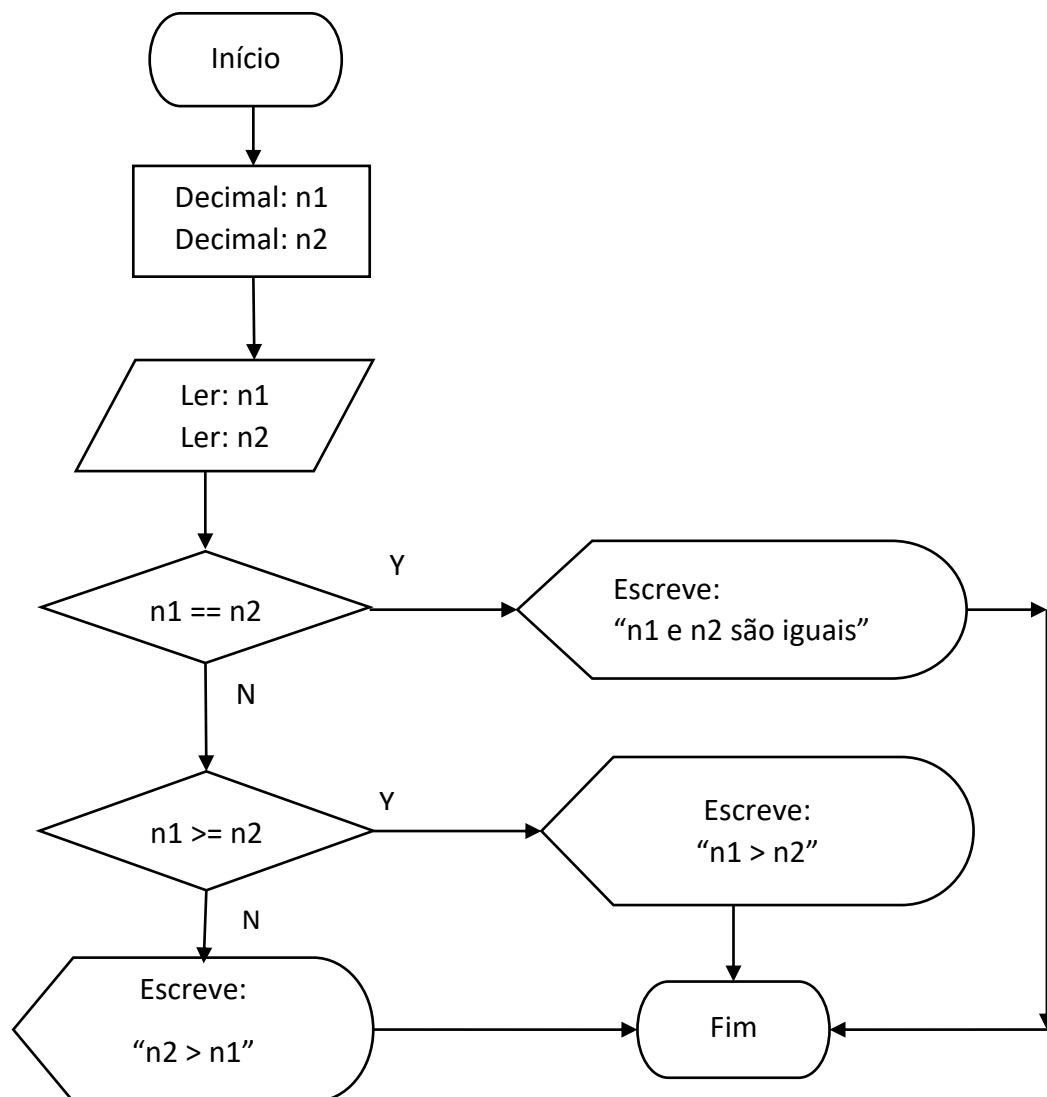 Início
Decimal: n1
Decimal: n2
Ler: n1
Ler: n2
n1 == n2
Y
Escreve:
“n1 e n2 são iguais”
N
n1 >= n2
Y
Escreve:
“n1 > n2”
N
Escreve:
“n2 > n1”
Fim